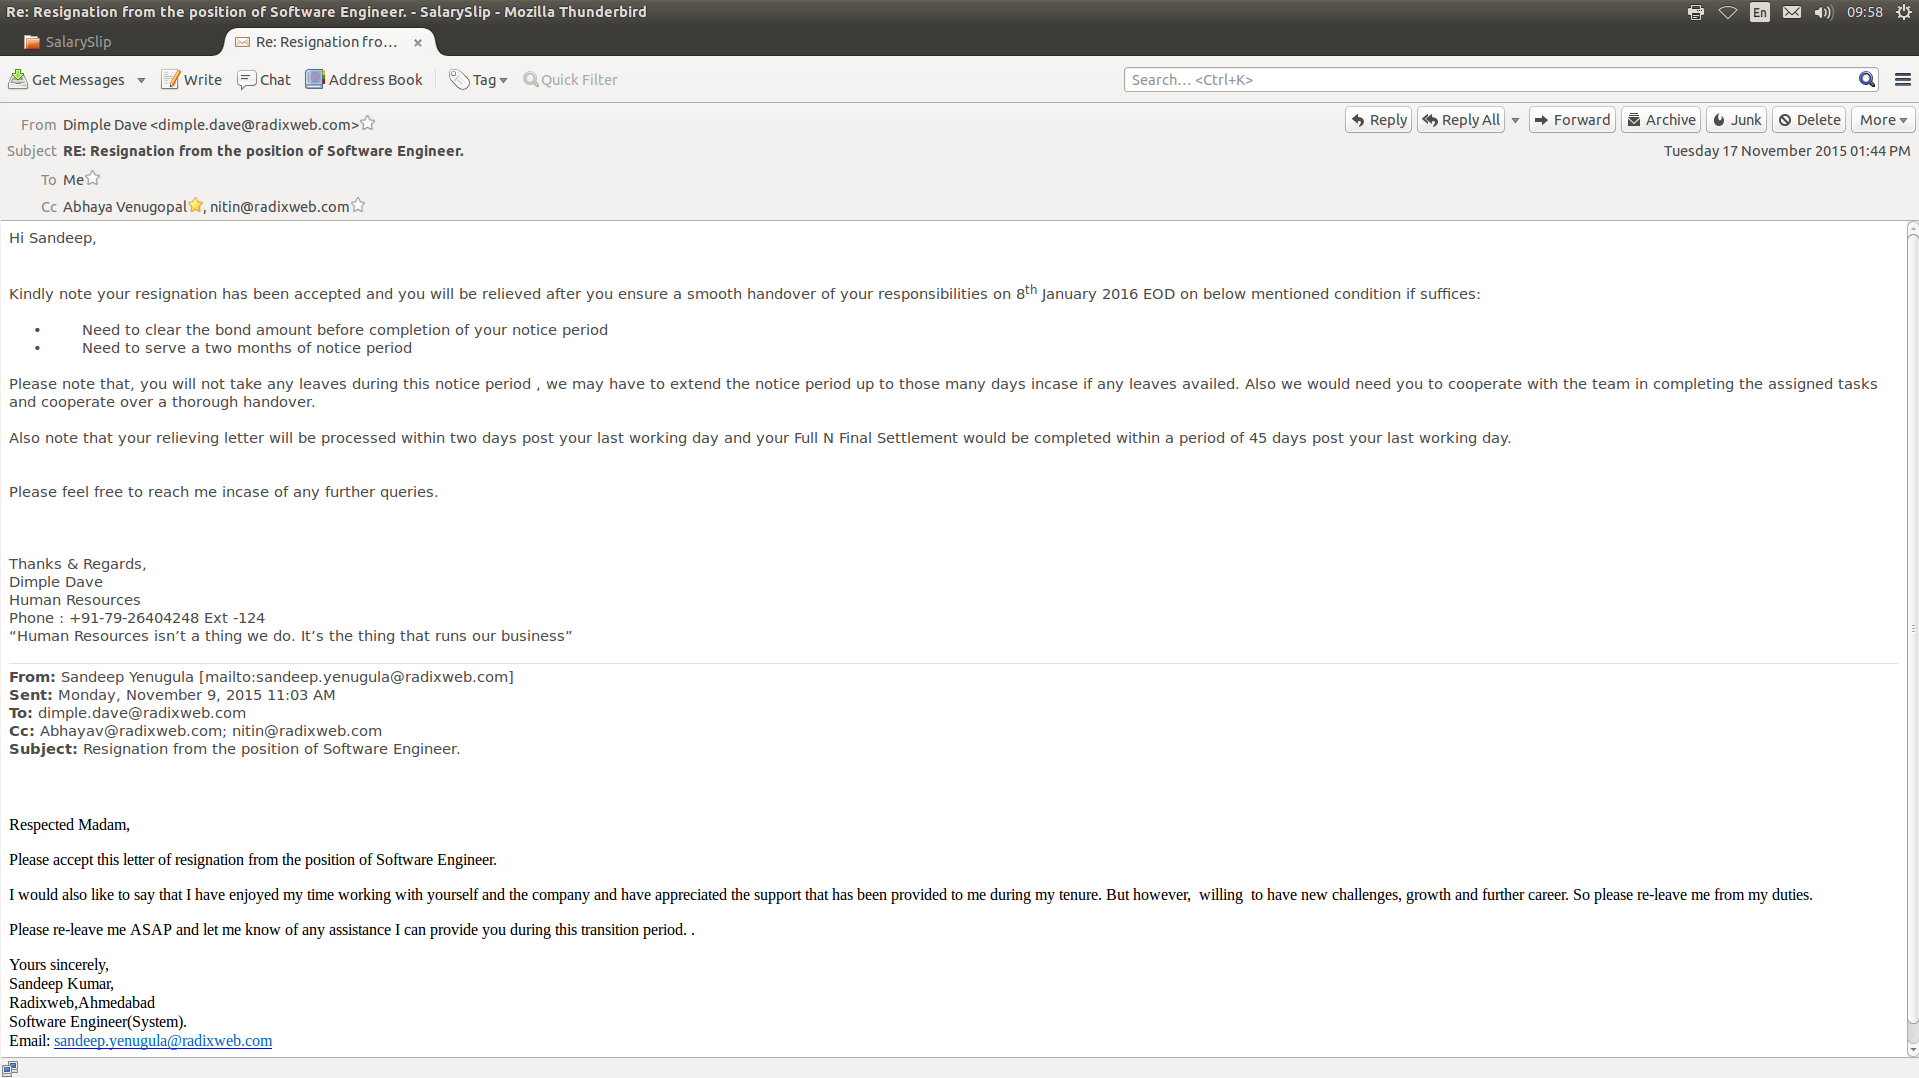 Re: Resignation from the position of Software Engineer. - SalarySlip - Mozilla Thunderbird
En
09:58
SalarySlip
Re: Resignation fro...
Get Messages
Write
Chat
Address Book
Tag
Quick Filter
Search... <Ctrl+K>
From Dimple Dave <dimple.dave@radixweb.com>
Reply
Reply All
Forward
Archive
Junk
Delete
More
Subject RE: Resignation from the position of Software Engineer.
Tuesday 17 November 2015 01:44 PM
To Me
Cc Abhaya Venugopal, nitin@radixweb.com
Hi Sandeep,
Kindly note your resignation has been accepted and you will be relieved after you ensure a smooth handover of your responsibilities on 8th January 2016 EOD on below mentioned condition if suffices:
• Need to clear the bond amount before completion of your notice period
• Need to serve a two months of notice period
Please note that, you will not take any leaves during this notice period , we may have to extend the notice period up to those many days incase if any leaves availed. Also we would need you to cooperate with the team in completing the assigned tasks
and cooperate over a thorough handover.
Also note that your relieving letter will be processed within two days post your last working day and your Full N Final Settlement would be completed within a period of 45 days post your last working day.
Please feel free to reach me incase of any further queries.
Thanks & Regards,
Dimple Dave
Human Resources
Phone : +91-79-26404248 Ext -124
“Human Resources isn’t a thing we do. It’s the thing that runs our business”
From: Sandeep Yenugula [mailto:sandeep.yenugula@radixweb.com]
Sent: Monday, November 9, 2015 11:03 AM
To: dimple.dave@radixweb.com
Cc: Abhayav@radixweb.com; nitin@radixweb.com
Subject: Resignation from the position of Software Engineer.
Respected Madam,
Please accept this letter of resignation from the position of Software Engineer.
I would also like to say that I have enjoyed my time working with yourself and the company and have appreciated the support that has been provided to me during my tenure. But however,  willing  to have new challenges, growth and further career. So please re-leave me from my duties.
Please re-leave me ASAP and let me know of any assistance I can provide you during this transition period. .
Yours sincerely,
Sandeep Kumar,
Radixweb,Ahmedabad
Software Engineer(System).
Email: sandeep.yenugula@radixweb.com